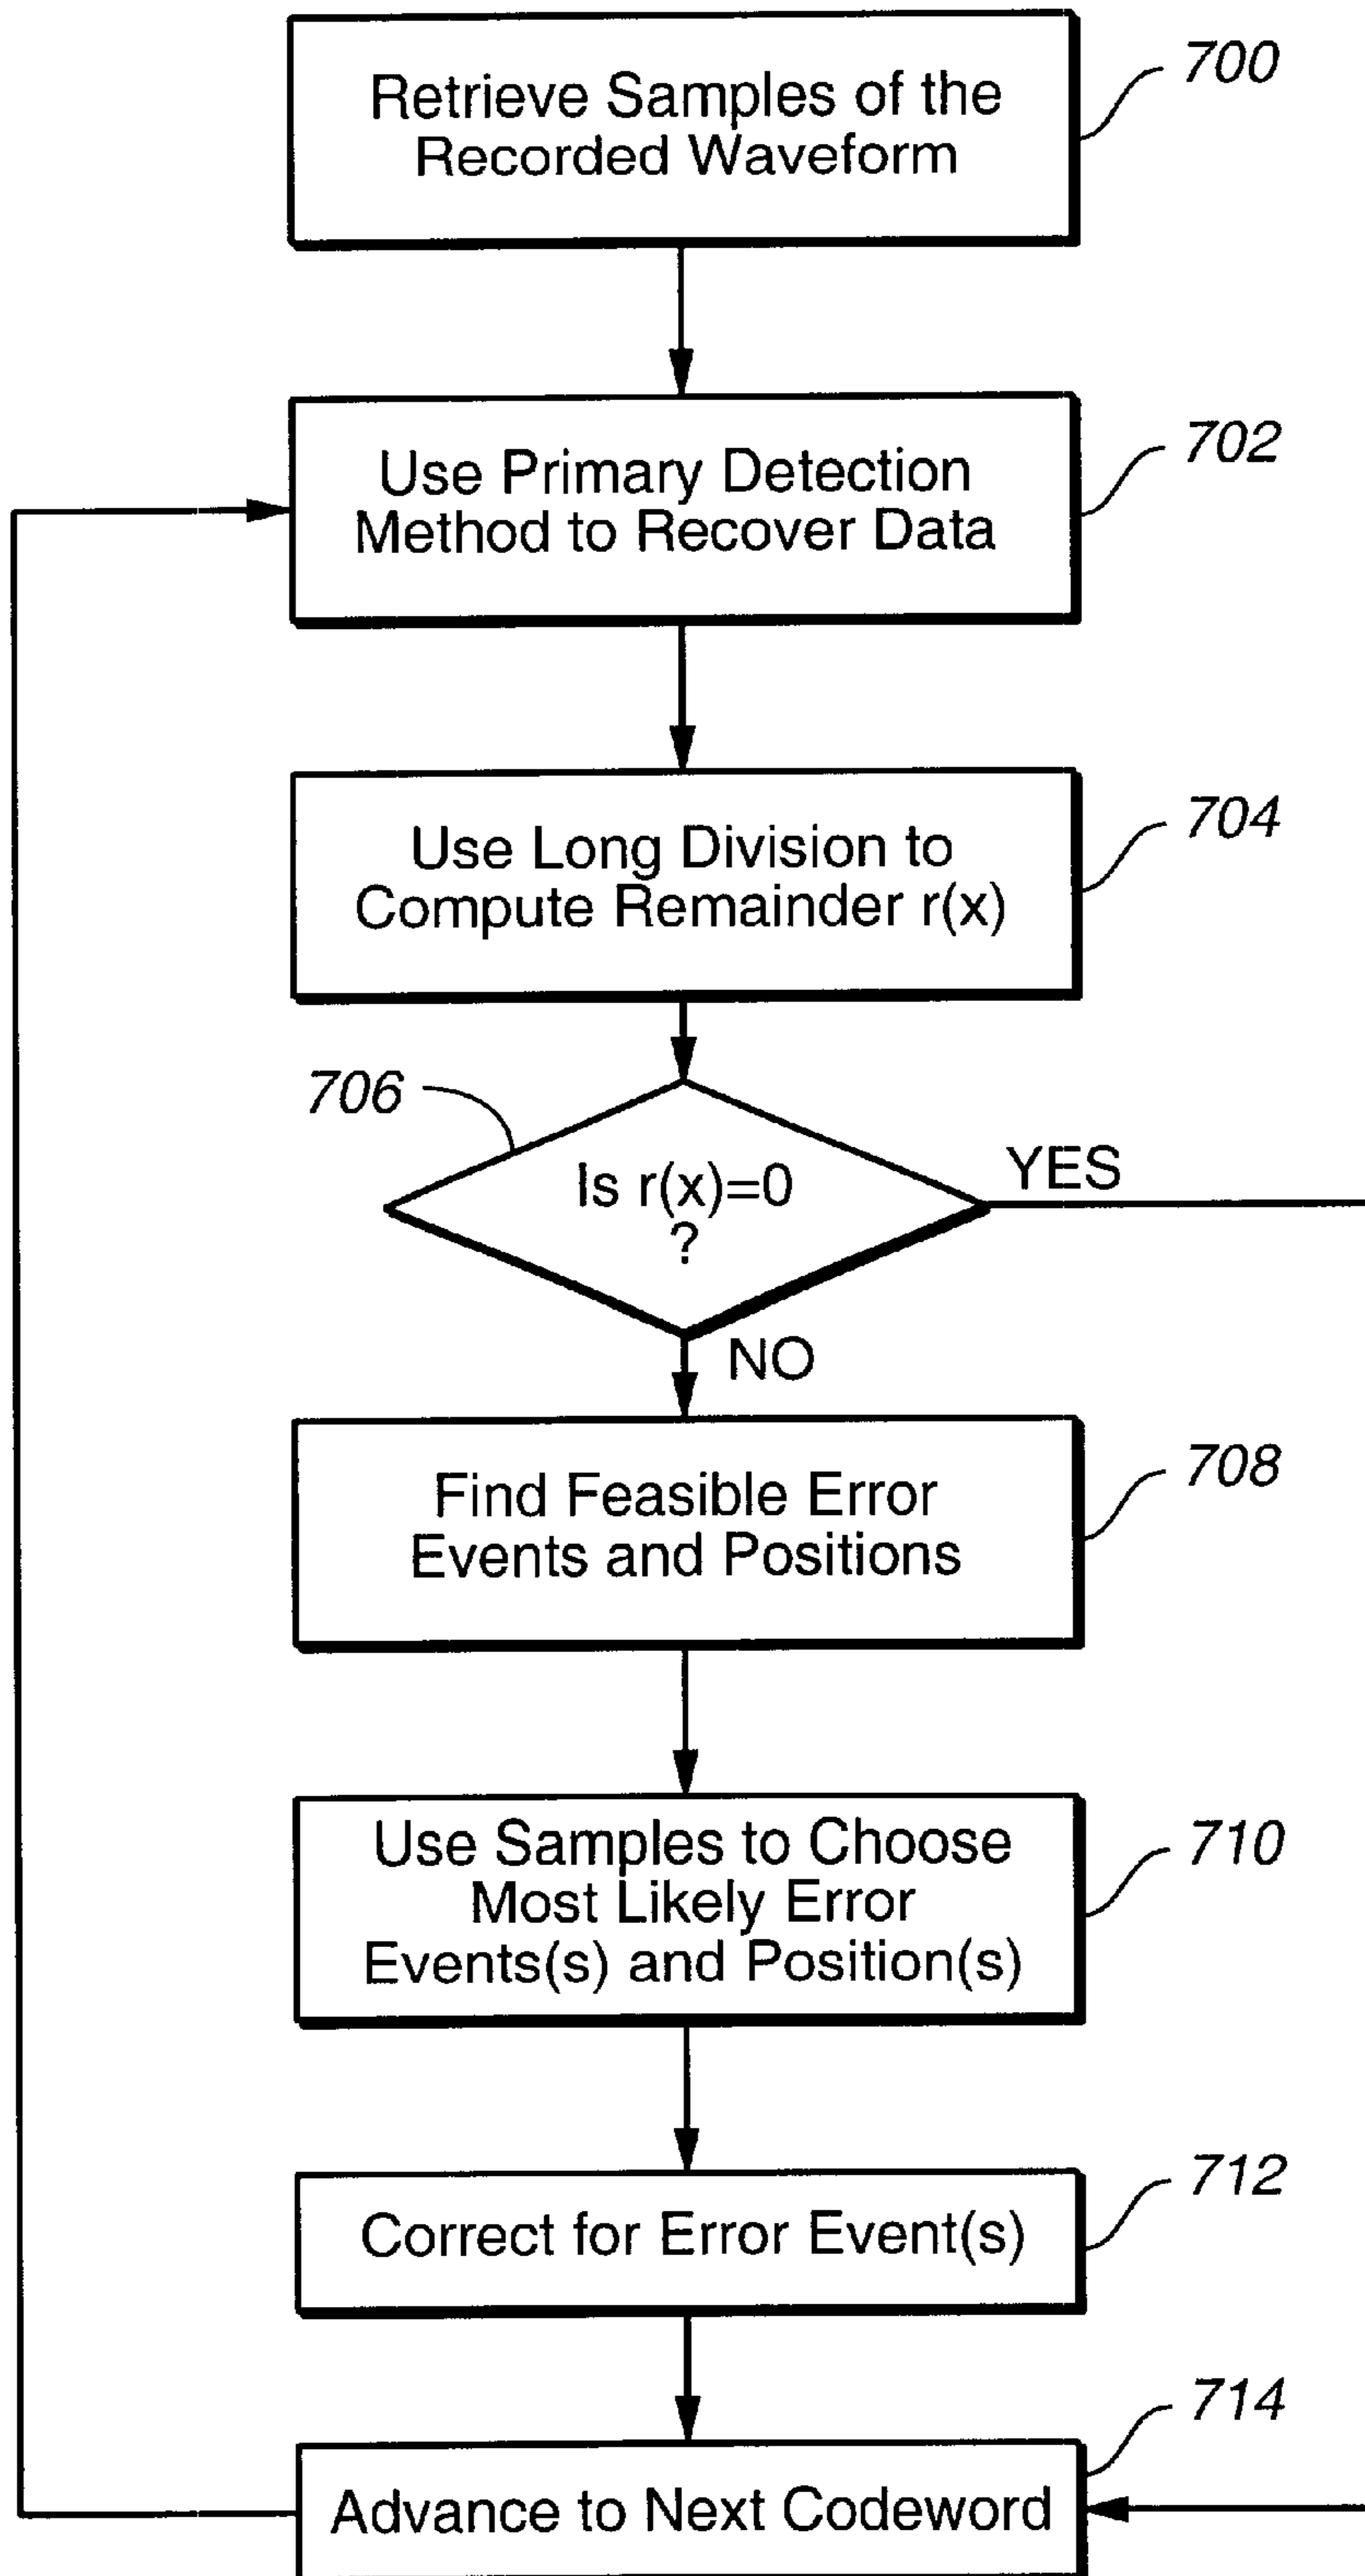 Retrieve Samples of the
Recorded Waveform
700
Use Primary Detection
Method to Recover Data
702
Use Long Division to
Compute Remainder r(x)
704
706
Is r(x)=0
?
YES
NO
Find Feasible Error
Events and Positions
708
Use Samples to Choose
Most Likely Error
Events(s) and Position(s)
710
Correct for Error Event(s)
712
Advance to Next Codeword
714